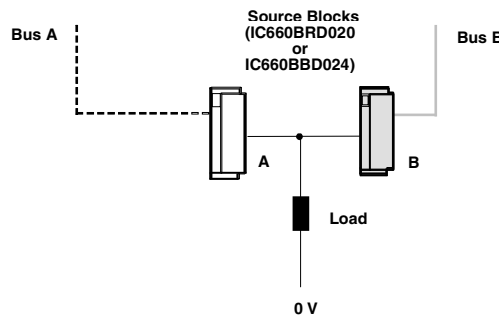 Source Blocks
(IC660BRD020
or
IC660BBD024)
Bus A
Bus B
A
B
Load
0 V